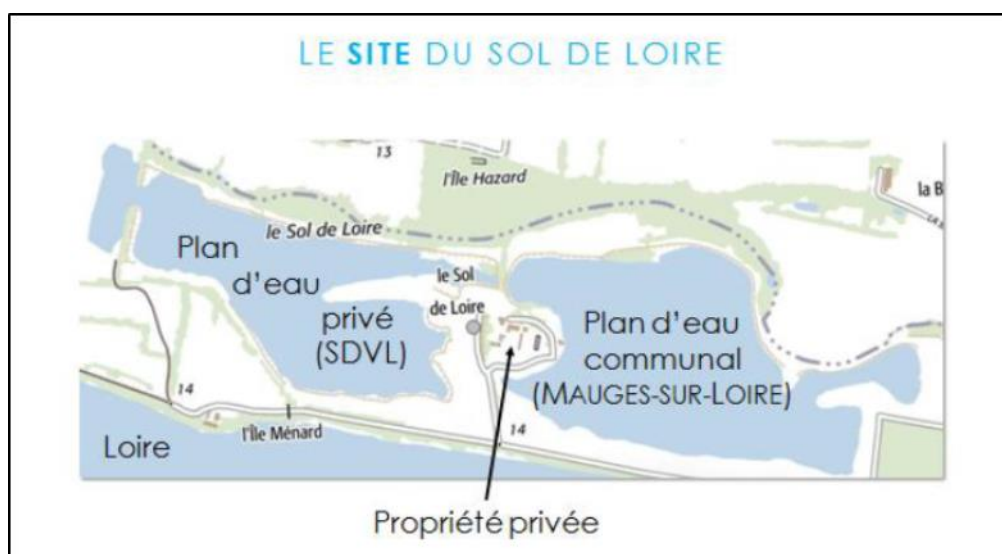 LE SITE DU SOL DE LOIRE
13
l'Île Hazard
la B
le Sol de Loire
Plan
d'eau
privé
(SDVL)
le Sol
de Loire
Plan d'eau
communal
(MAUGES-SUR-LOIRE)
14
l'Île Ménard
14
Loire
Propriété privée